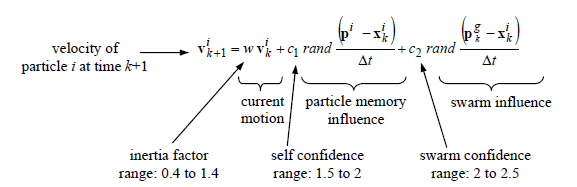 velocity of
particle i at time k+1
v^i_{k+1} = w v^i_k + c_1 rand (p^i − x^i_k)/Δt + c_2 rand (p^g_k − x^i_k)/Δt
current
motion
particle memory
influence
swarm influence
inertia factor
range: 0.4 to 1.4
self confidence
range: 1.5 to 2
swarm confidence
range: 2 to 2.5